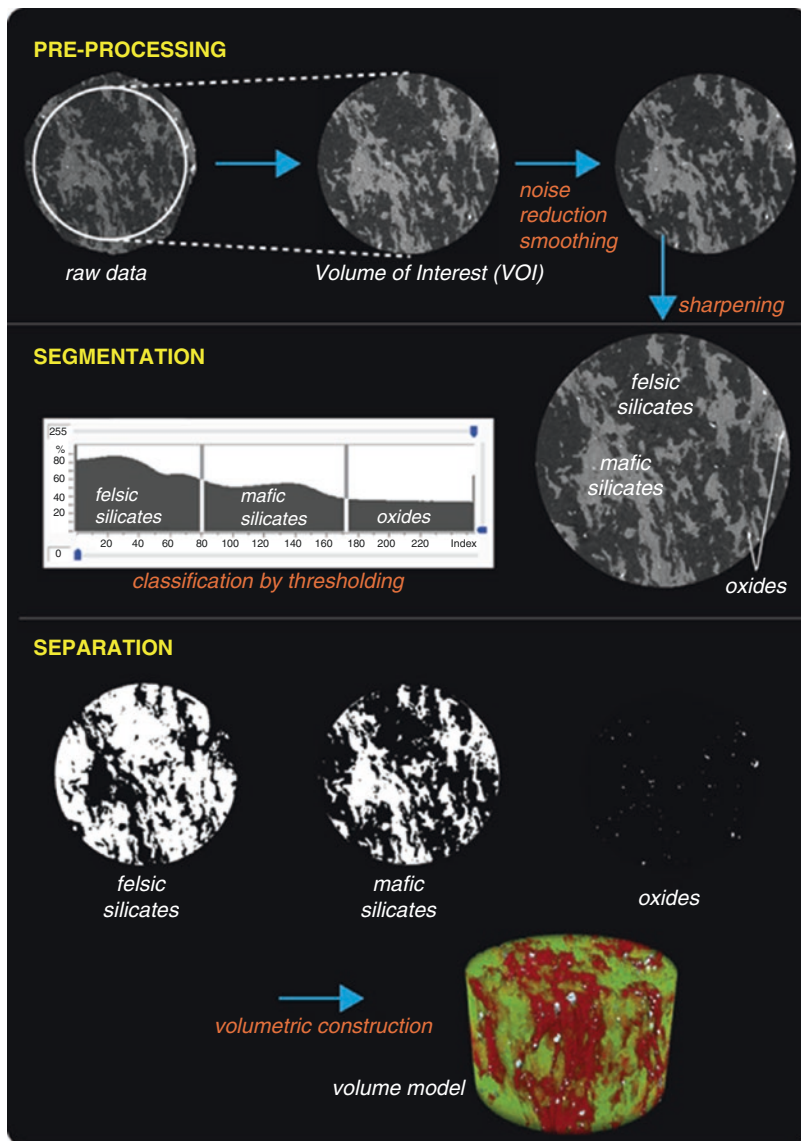 PRE-PROCESSING
noise
reduction
smoothing
raw data
Volume of Interest (VOI)
sharpening
SEGMENTATION
felsic
silicates
mafic
silicates
oxides
255
%
80
60
40
20
felsic
silicates
mafic
silicates
oxides
20 40 60 80 100 120 140 160 180 200 220 Index
0
classification by thresholding
SEPARATION
felsic
silicates
mafic
silicates
oxides
volumetric construction
volume model